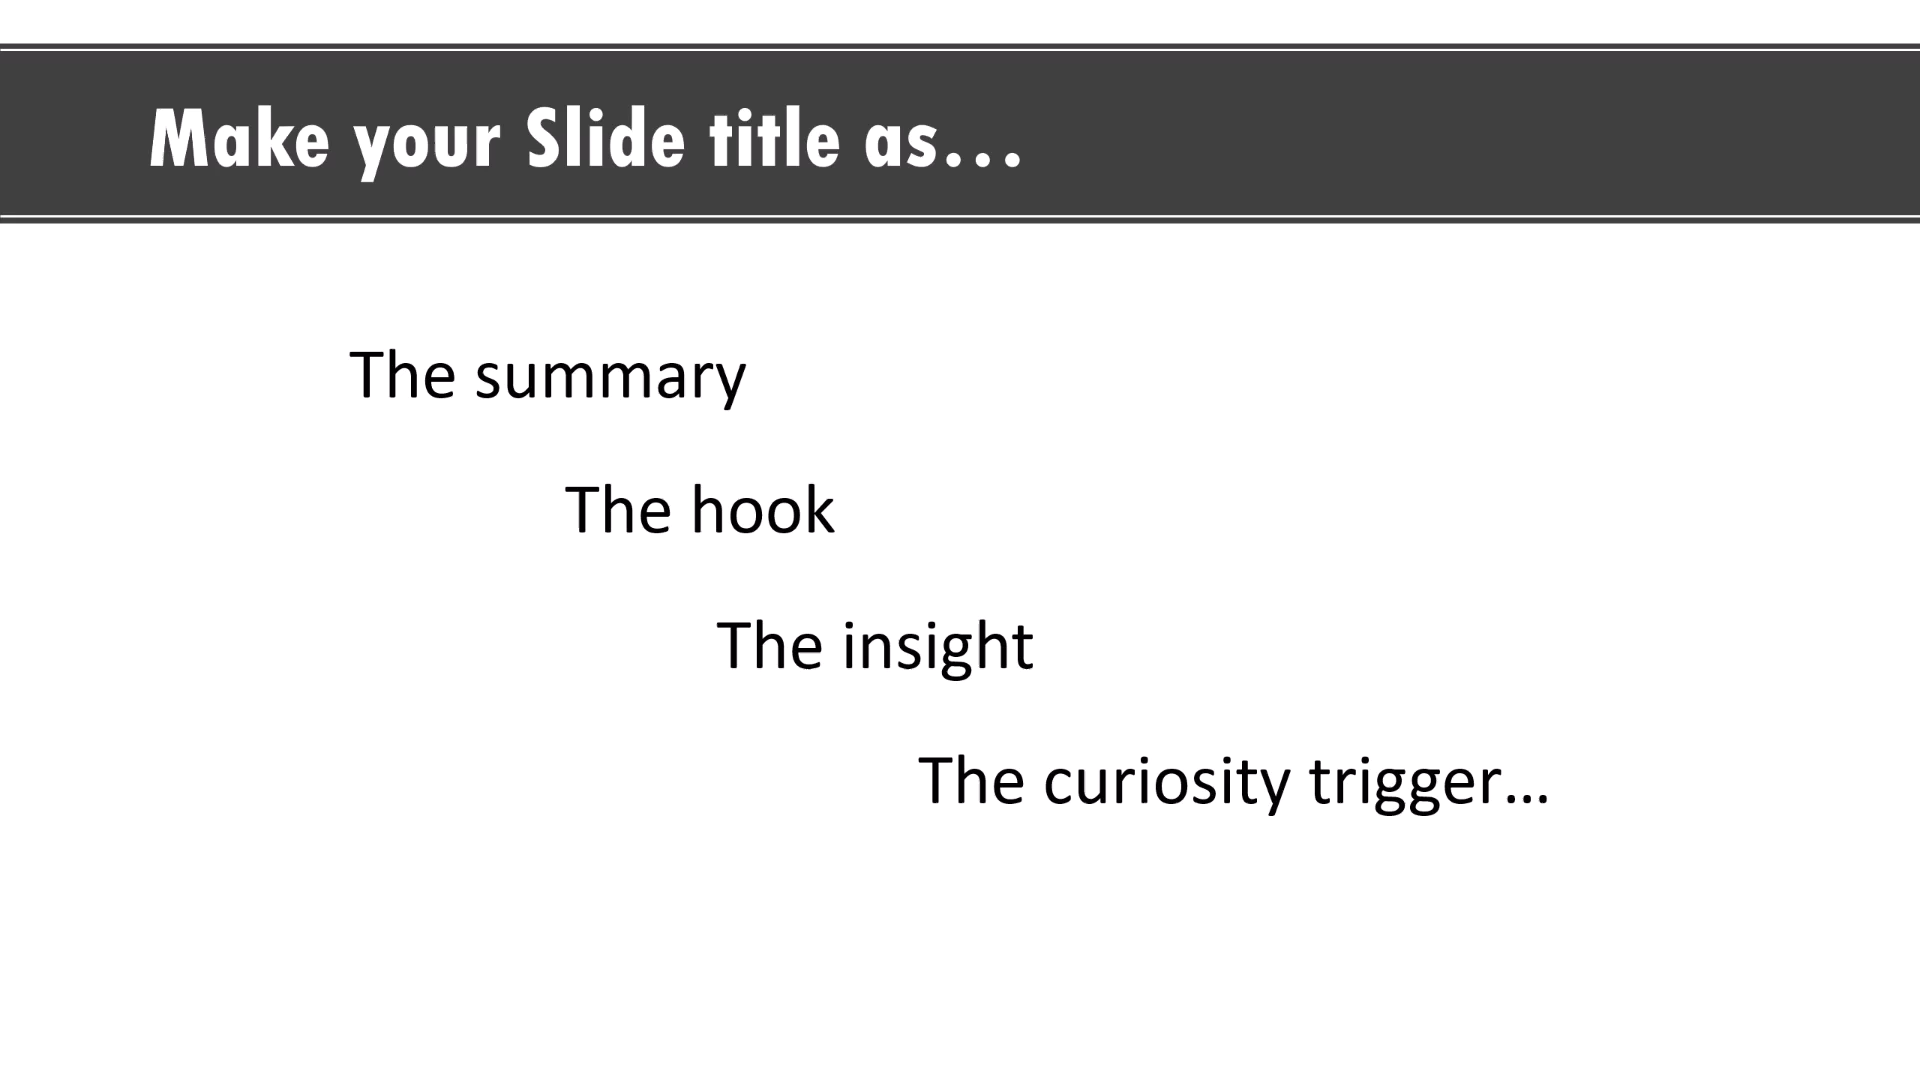 Make your Slide title as…
The summary
The hook
The insight
The curiosity trigger…